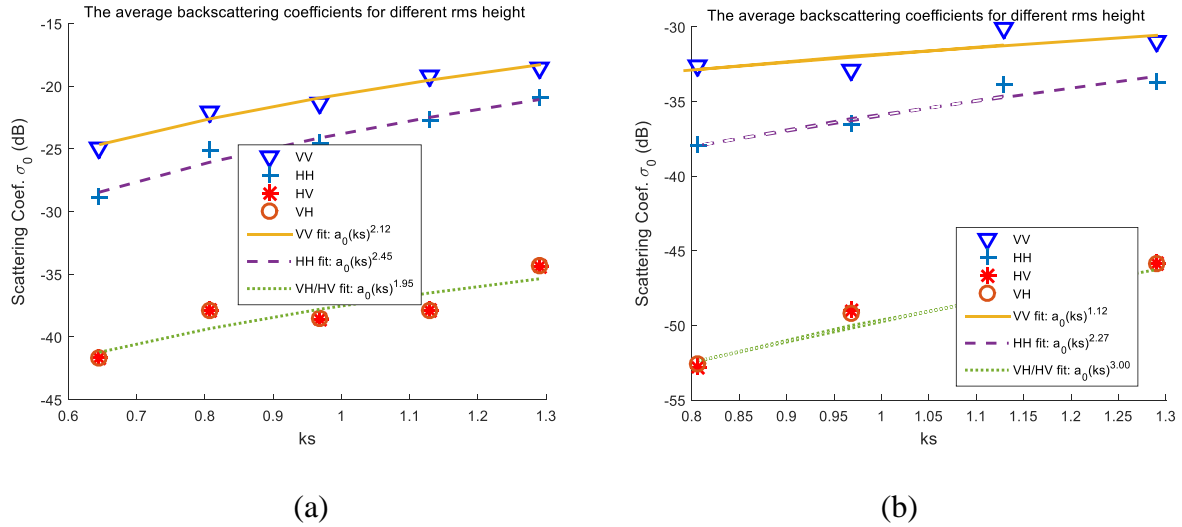 The average backscattering coefficients for different rms height
-15
-20
-25
-30
-35
-40
-45
Scattering Coef. σ₀ (dB)
0.6 0.7 0.8 0.9 1 1.1 1.2 1.3
ks
VV
HH
HV
VH
VV fit: a₀(ks)^2.12
HH fit: a₀(ks)^2.45
VH/HV fit: a₀(ks)^1.95
(a)
The average backscattering coefficients for different rms height
-30
-35
-40
-45
-50
-55
Scattering Coef. σ₀ (dB)
0.8 0.85 0.9 0.95 1 1.05 1.1 1.15 1.2 1.25 1.3
ks
VV
HH
HV
VH
VV fit: a₀(ks)^1.12
HH fit: a₀(ks)^2.27
VH/HV fit: a₀(ks)^3.00
(b)